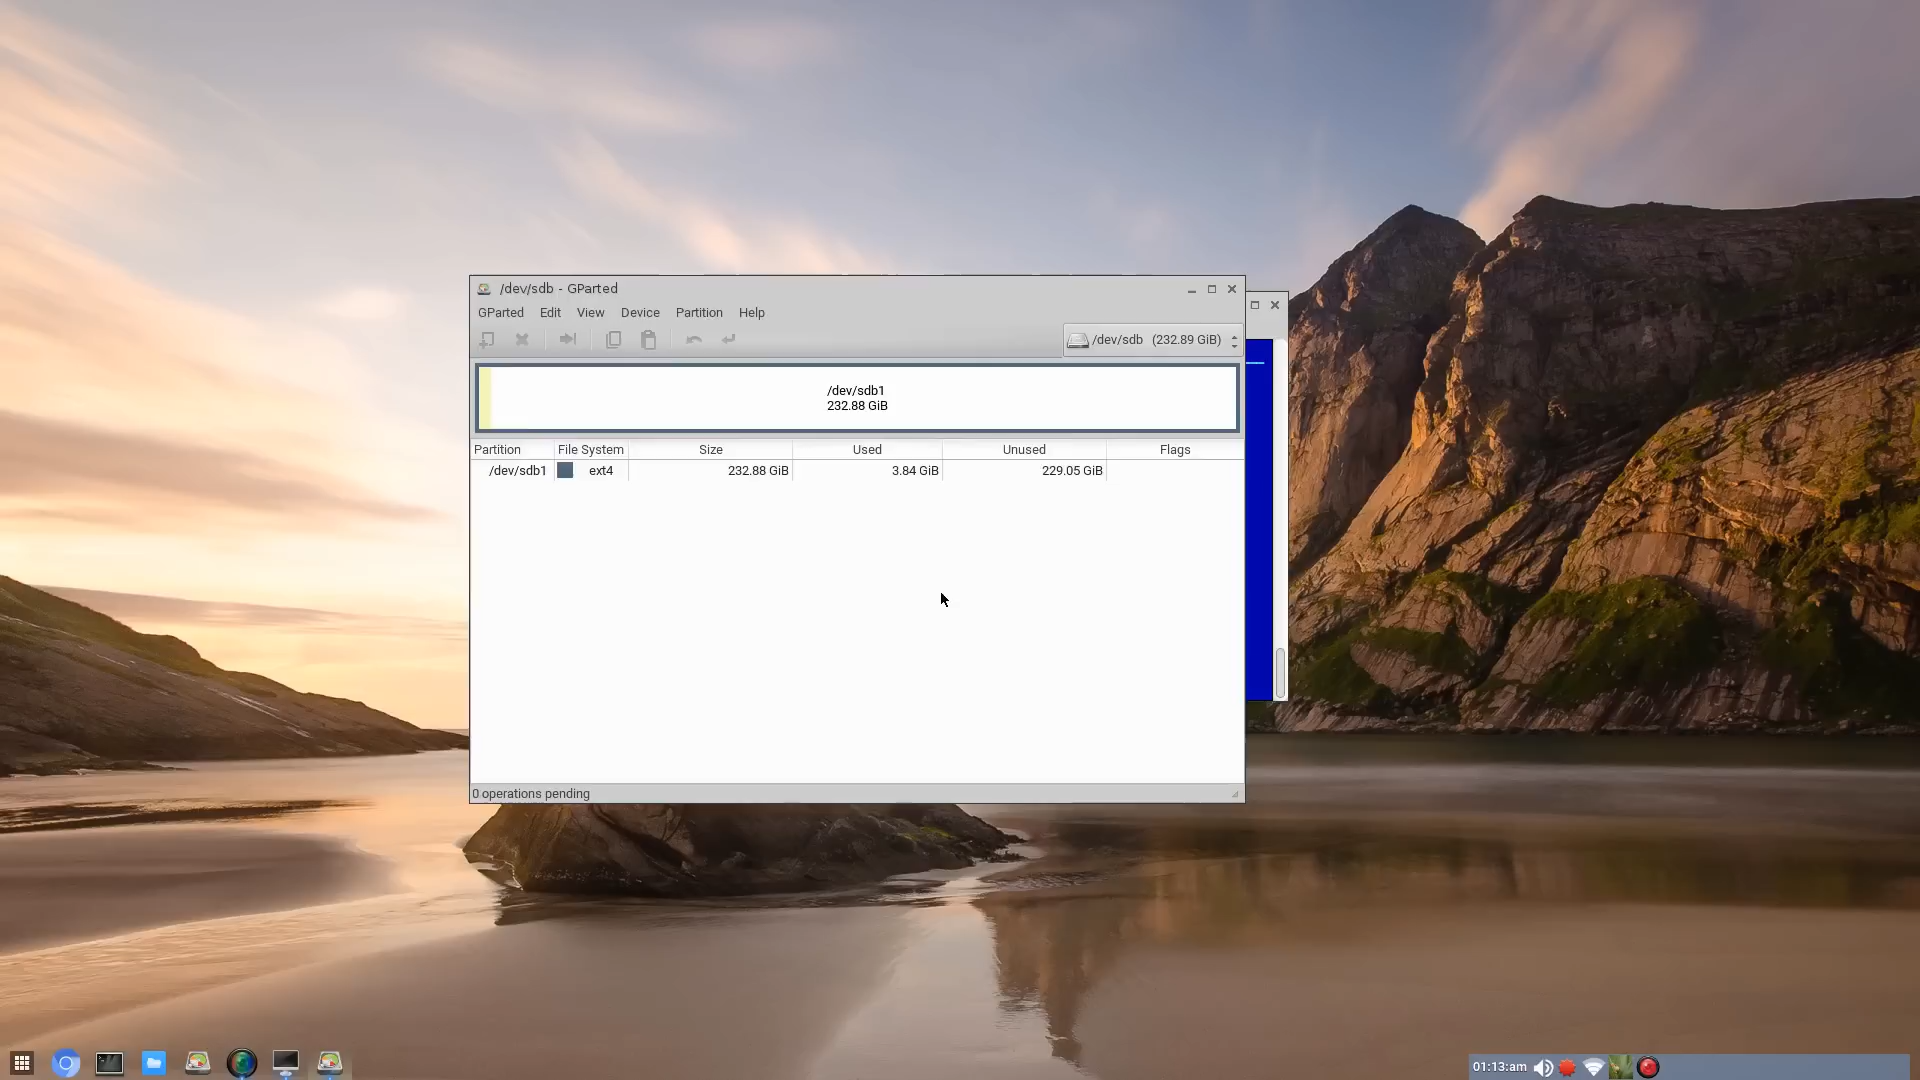 /dev/sdb - GParted
GParted Edit View Device Partition Help
/dev/sdb (232.89 GiB)
/dev/sdb1
232.88 GiB
Partition File System Size Used Unused Flags
/dev/sdb1 ext4 232.88 GiB 3.84 GiB 229.05 GiB
0 operations pending
01:13:am